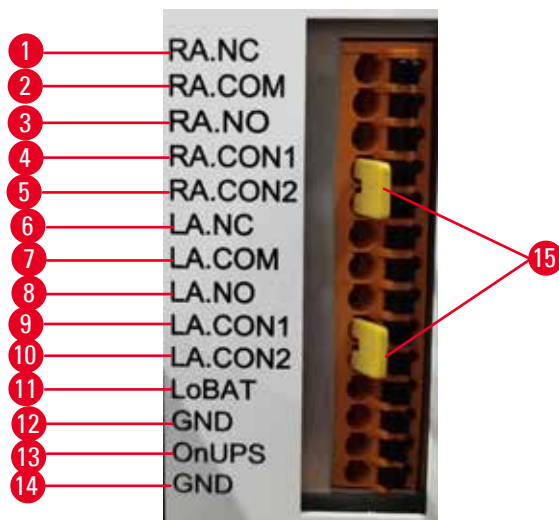 1 RA.NC
2 RA.COM
3 RA.NO
4 RA.CON1
5 RA.CON2
6 LA.NC
7 LA.COM
8 LA.NO
9 LA.CON1
10 LA.CON2
11 LoBAT
12 GND
13 OnUPS
14 GND
15